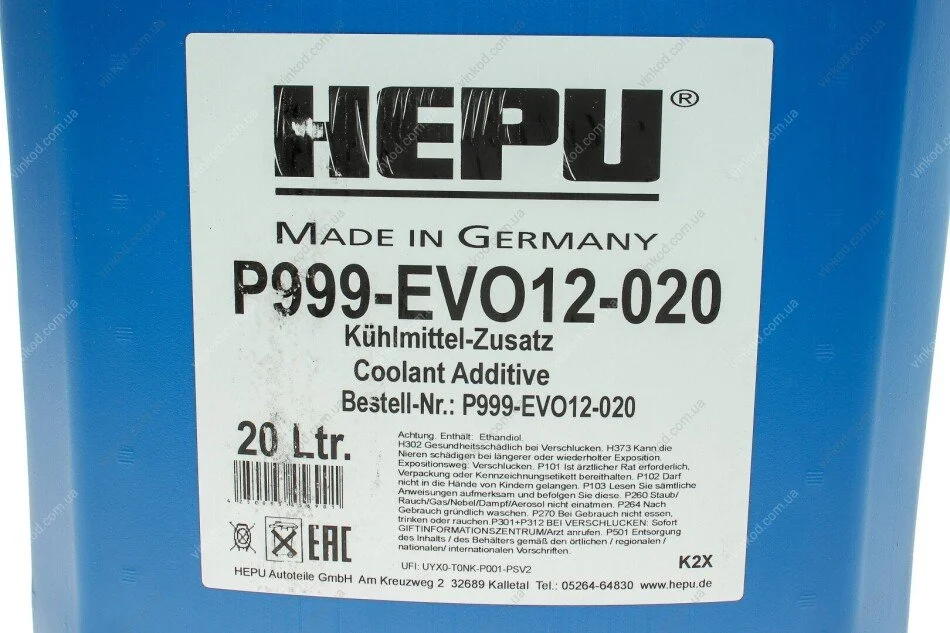 HEPU®
MADE IN GERMANY
P999-EVO12-020
Kühlmittel-Zusatz
Coolant Additive
Bestell-Nr.: P999-EVO12-020
20 Ltr.
Achtung. Enthält: Ethandiol.
H302 Gesundheitsschädlich bei Verschlucken. H373 Kann die
Nieren schädigen bei längerer oder wiederholter Exposition.
Expositionsweg: Verschlucken. P101 Ist ärztlicher Rat erforderlich,
Verpackung oder Kennzeichnungsetikett bereithalten. P102 Darf
nicht in die Hände von Kindern gelangen. P103 Lesen Sie sämtliche
Anweisungen aufmerksam und befolgen Sie diese. P260 Staub/
Rauch/Gas/Nebel/Dampf/Aerosol nicht einatmen. P264 Nach
Gebrauch gründlich waschen. P270 Bei Gebrauch nicht essen,
trinken oder rauchen.P301+P312 BEI VERSCHLUCKEN: Sofort
GIFTINFORMATIONSZENTRUM/Arzt anrufen. P501 Entsorgung
des Inhalts / des Behälters gemäß den örtlichen / regionalen /
nationalen/ internationalen Vorschriften.
EAC
K2X
UFI: UYX0-T0NK-P001-PSV2
HEPU Autoteile GmbH Am Kreuzweg 2 32689 Kalletal Tel.: 05264-64830 www.hepu.de
vinkod.com.ua